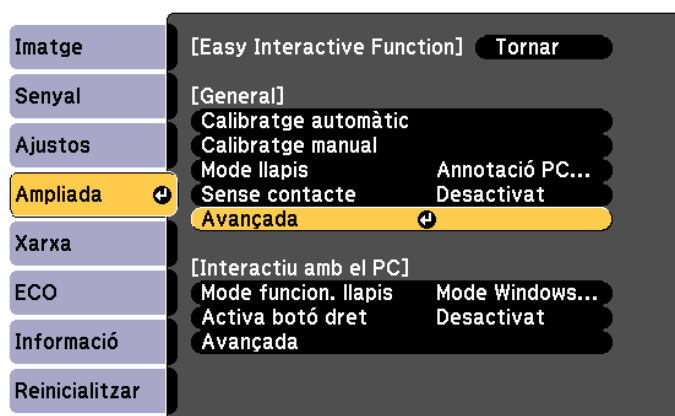 Imatge
Senyal
Ajustos
Ampliada
Xarxa
ECO
Informació
Reinicialitzar
[Easy Interactive Function] Tornar
[General]
Calibratge automàtic
Calibratge manual
Mode llapis Annotació PC...
Sense contacte Desactivat
Avançada
[Interactiu amb el PC]
Mode funcion. llapis Mode Windows...
Activa botó dret Desactivat
Avançada